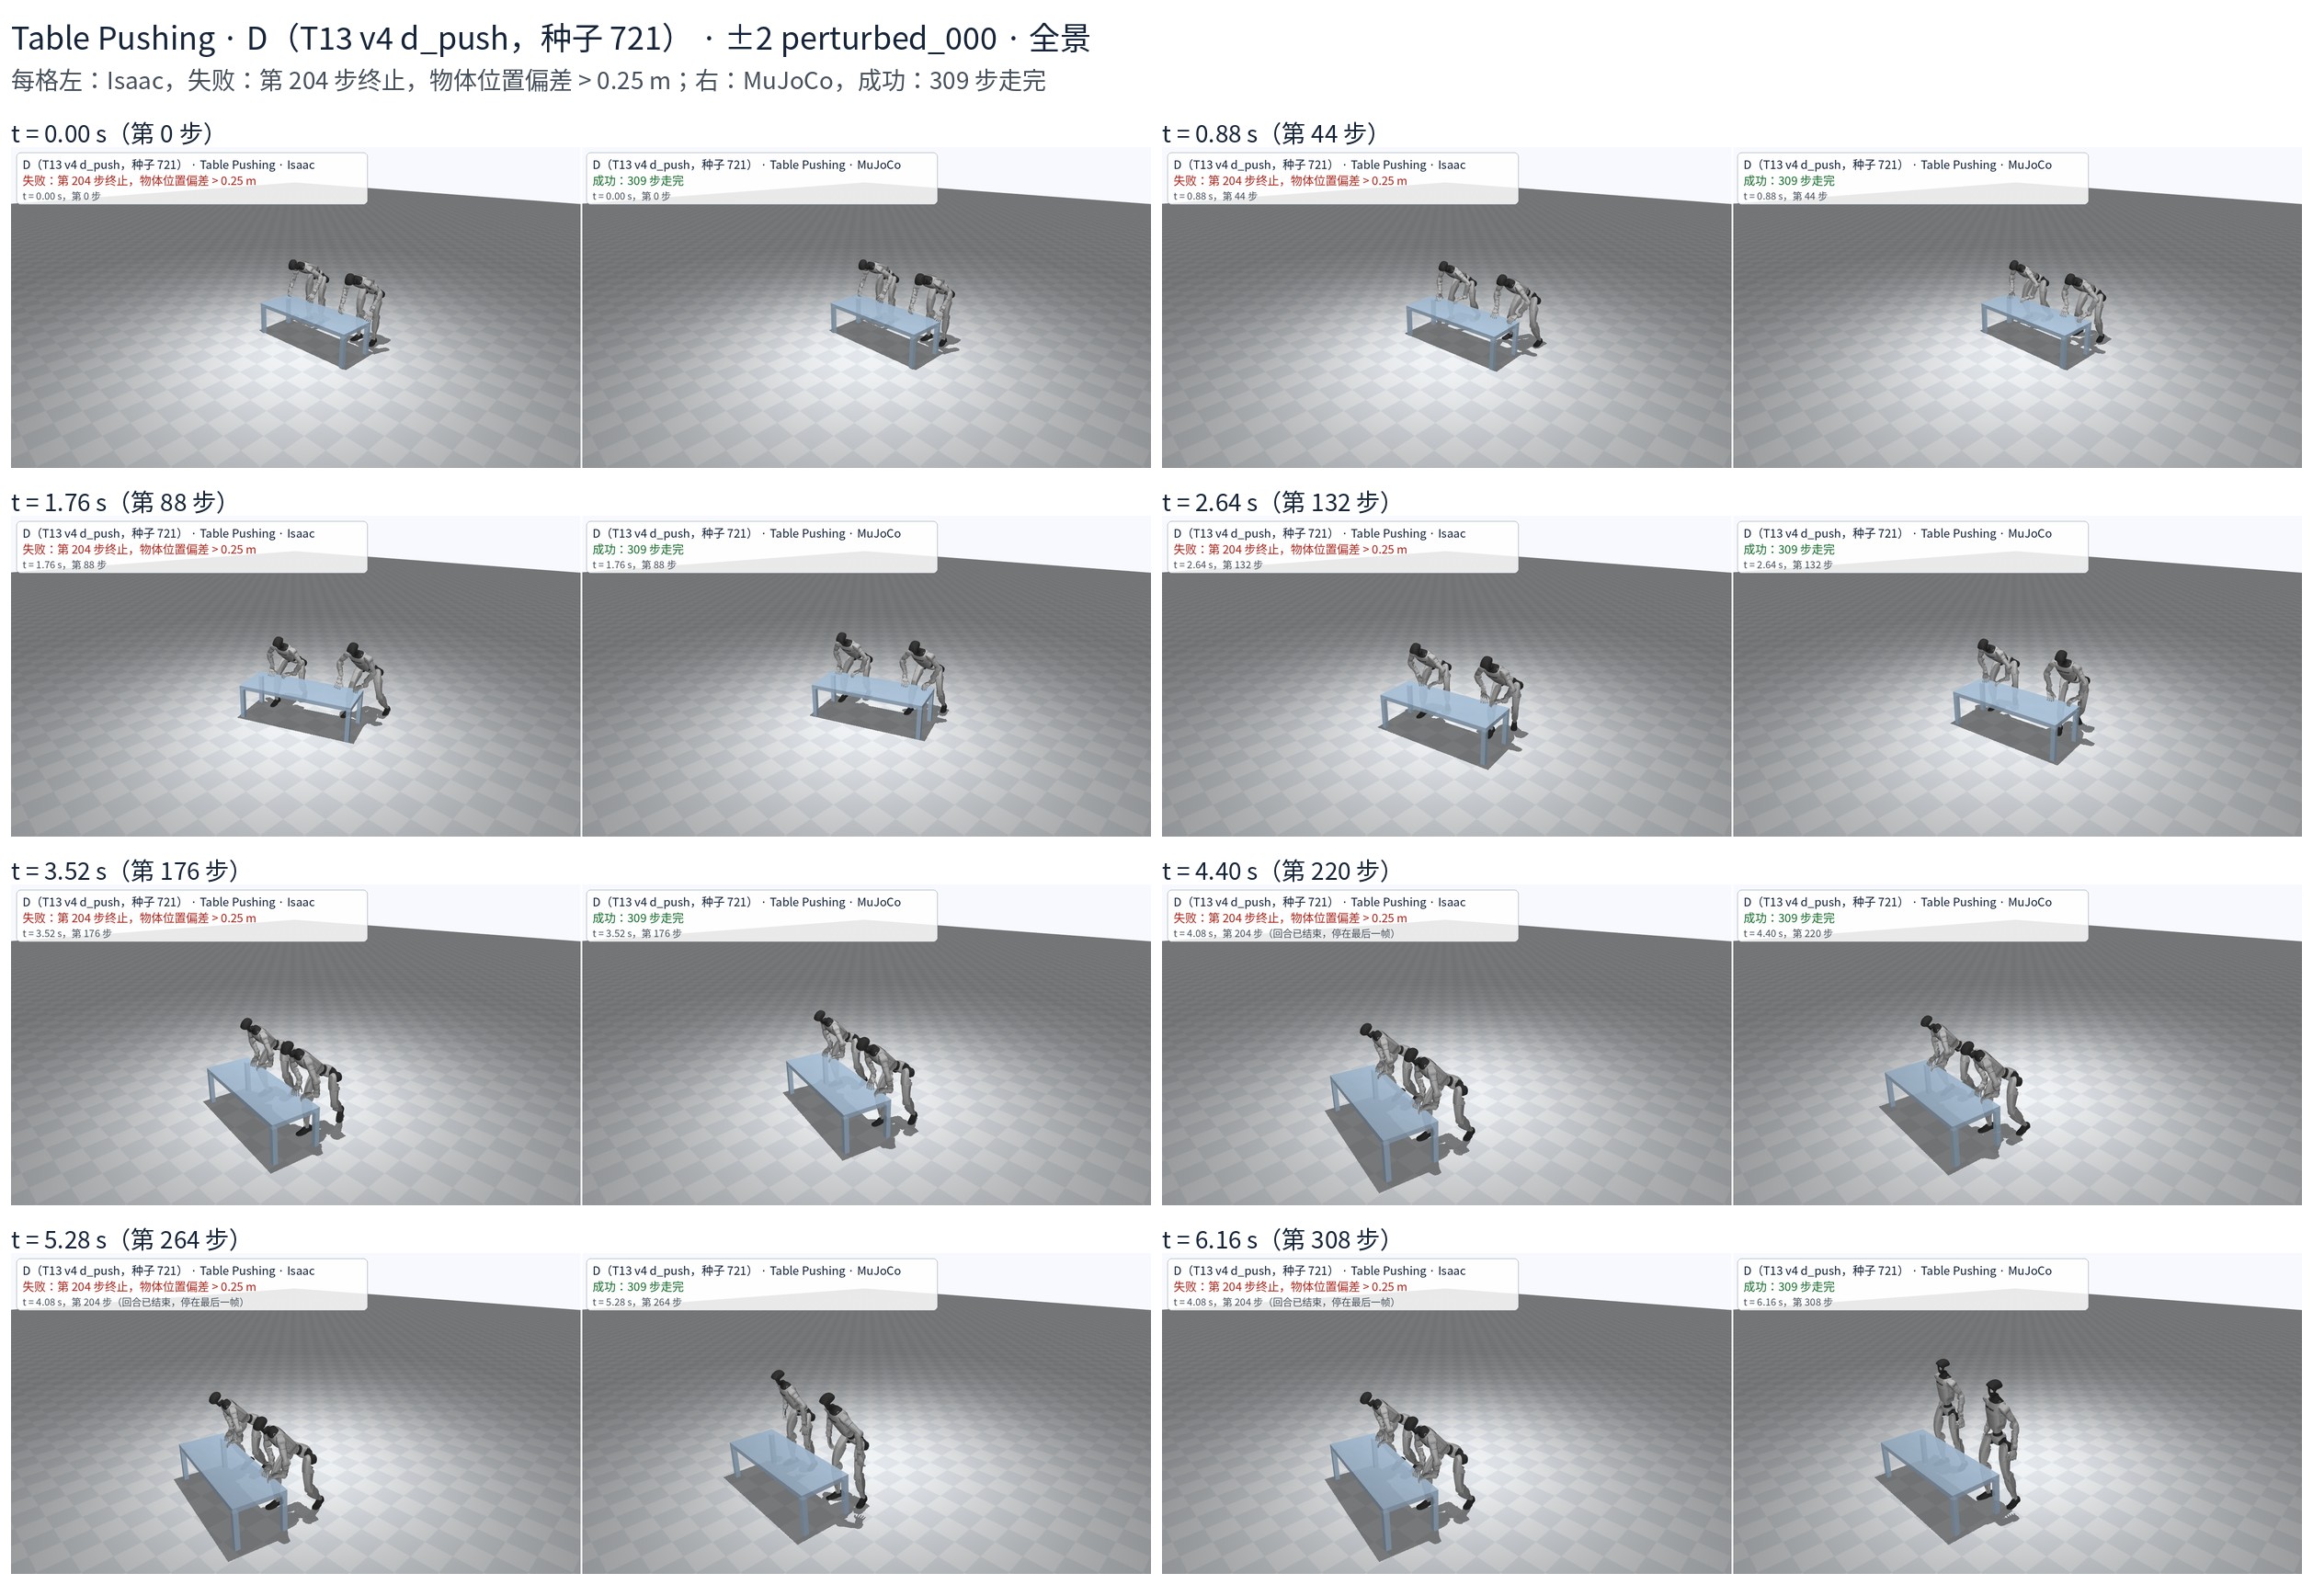 Table Pushing · D（T13 v4 d_push，种子 721） · ±2 perturbed_000 · 全景
每格左：Isaac，失败：第 204 步终止，物体位置偏差 > 0.25 m；右：MuJoCo，成功：309 步走完
t = 0.00 s（第 0 步）
D（T13 v4 d_push，种子 721） · Table Pushing · Isaac
失败：第 204 步终止，物体位置偏差 > 0.25 m
t = 0.00 s，第 0 步
D（T13 v4 d_push，种子 721） · Table Pushing · MuJoCo
成功：309 步走完
t = 0.00 s，第 0 步
t = 0.88 s（第 44 步）
D（T13 v4 d_push，种子 721） · Table Pushing · Isaac
失败：第 204 步终止，物体位置偏差 > 0.25 m
t = 0.88 s，第 44 步
D（T13 v4 d_push，种子 721） · Table Pushing · MuJoCo
成功：309 步走完
t = 0.88 s，第 44 步
t = 1.76 s（第 88 步）
D（T13 v4 d_push，种子 721） · Table Pushing · Isaac
失败：第 204 步终止，物体位置偏差 > 0.25 m
t = 1.76 s，第 88 步
D（T13 v4 d_push，种子 721） · Table Pushing · MuJoCo
成功：309 步走完
t = 1.76 s，第 88 步
t = 2.64 s（第 132 步）
D（T13 v4 d_push，种子 721） · Table Pushing · Isaac
失败：第 204 步终止，物体位置偏差 > 0.25 m
t = 2.64 s，第 132 步
D（T13 v4 d_push，种子 721） · Table Pushing · MuJoCo
成功：309 步走完
t = 2.64 s，第 132 步
t = 3.52 s（第 176 步）
D（T13 v4 d_push，种子 721） · Table Pushing · Isaac
失败：第 204 步终止，物体位置偏差 > 0.25 m
t = 3.52 s，第 176 步
D（T13 v4 d_push，种子 721） · Table Pushing · MuJoCo
成功：309 步走完
t = 3.52 s，第 176 步
t = 4.40 s（第 220 步）
D（T13 v4 d_push，种子 721） · Table Pushing · Isaac
失败：第 204 步终止，物体位置偏差 > 0.25 m
t = 4.08 s，第 204 步（回合已结束，停在最后一帧）
D（T13 v4 d_push，种子 721） · Table Pushing · MuJoCo
成功：309 步走完
t = 4.40 s，第 220 步
t = 5.28 s（第 264 步）
D（T13 v4 d_push，种子 721） · Table Pushing · Isaac
失败：第 204 步终止，物体位置偏差 > 0.25 m
t = 4.08 s，第 204 步（回合已结束，停在最后一帧）
D（T13 v4 d_push，种子 721） · Table Pushing · MuJoCo
成功：309 步走完
t = 5.28 s，第 264 步
t = 6.16 s（第 308 步）
D（T13 v4 d_push，种子 721） · Table Pushing · Isaac
失败：第 204 步终止，物体位置偏差 > 0.25 m
t = 4.08 s，第 204 步（回合已结束，停在最后一帧）
D（T13 v4 d_push，种子 721） · Table Pushing · MuJoCo
成功：309 步走完
t = 6.16 s，第 308 步